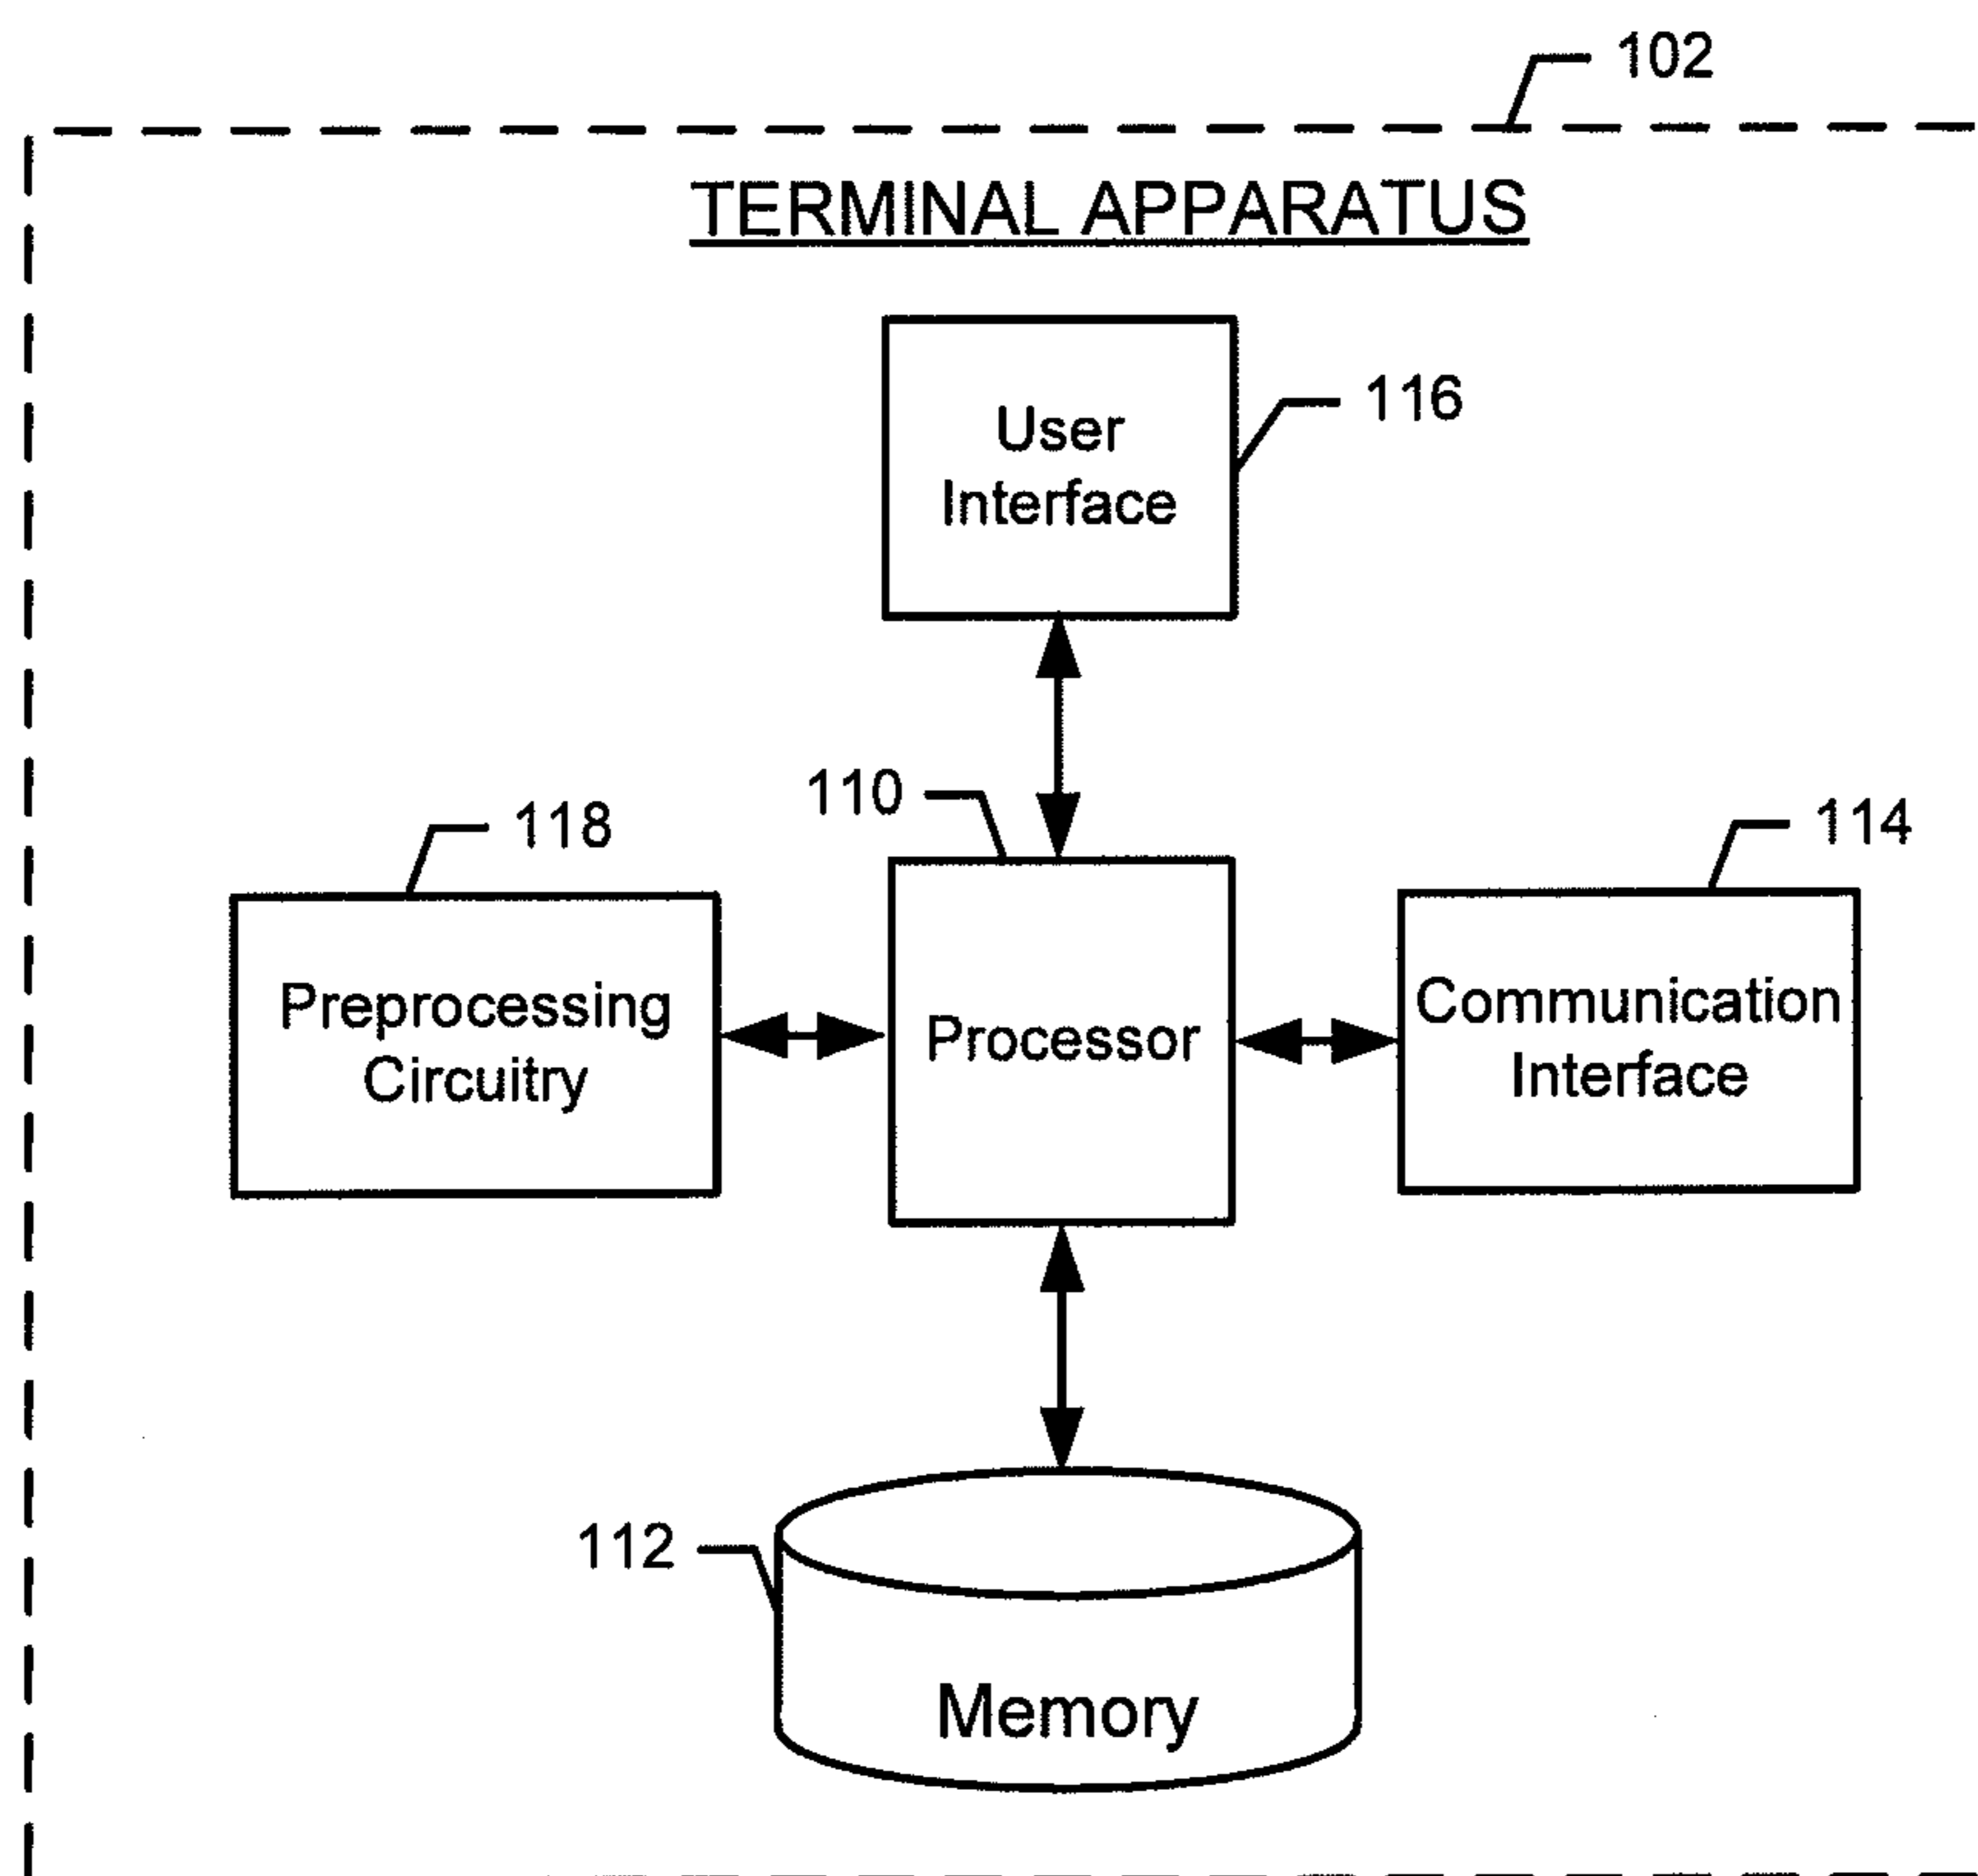 102
TERMINAL APPARATUS
User
Interface
116
110
118
114
Preprocessing
Circuitry
Processor
Communication
Interface
112
Memory